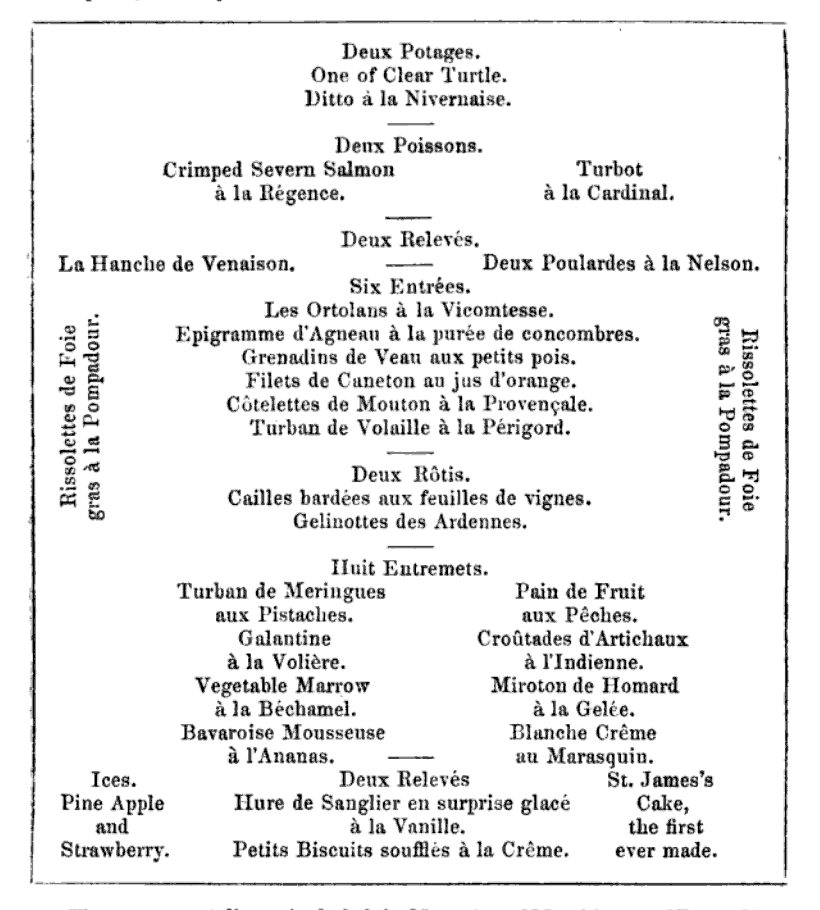 Deux Potages.
One of Clear Turtle.
Ditto à la Nivernaise.
Deux Poissons.
Crimped Severn Salmon
à la Régence.
Turbot
à la Cardinal.
Deux Relevés.
La Hanche de Venaison.
Deux Poulardes à la Nelson.
Six Entrées.
Les Ortolans à la Vicomtesse.
Epigramme d'Agneau à la purée de concombres.
Grenadins de Veau aux petits pois.
Filets de Caneton au jus d'orange.
Côtelettes de Mouton à la Provençale.
Turban de Volaille à la Périgord.
Rissolettes de Foie
gras à la Pompadour.
Rissolettes de Foie
gras à la Pompadour.
Deux Rôtis.
Cailles bardées aux feuilles de vignes.
Gelinottes des Ardennes.
Huit Entremets.
Turban de Meringues
aux Pistaches.
Galantine
à la Volière.
Vegetable Marrow
à la Béchamel.
Bavaroise Mousseuse
à l'Ananas.
Pain de Fruit
aux Pêches.
Croûtades d'Artichaux
à l'Indienne.
Miroton de Homard
à la Gelée.
Blanche Crême
au Marasquin.
Ices.
Pine Apple
and
Strawberry.
Deux Relevés
Hure de Sanglier en surprise glacé
à la Vanille.
Petits Biscuits soufflés à la Crême.
St. James's
Cake,
the first
ever made.